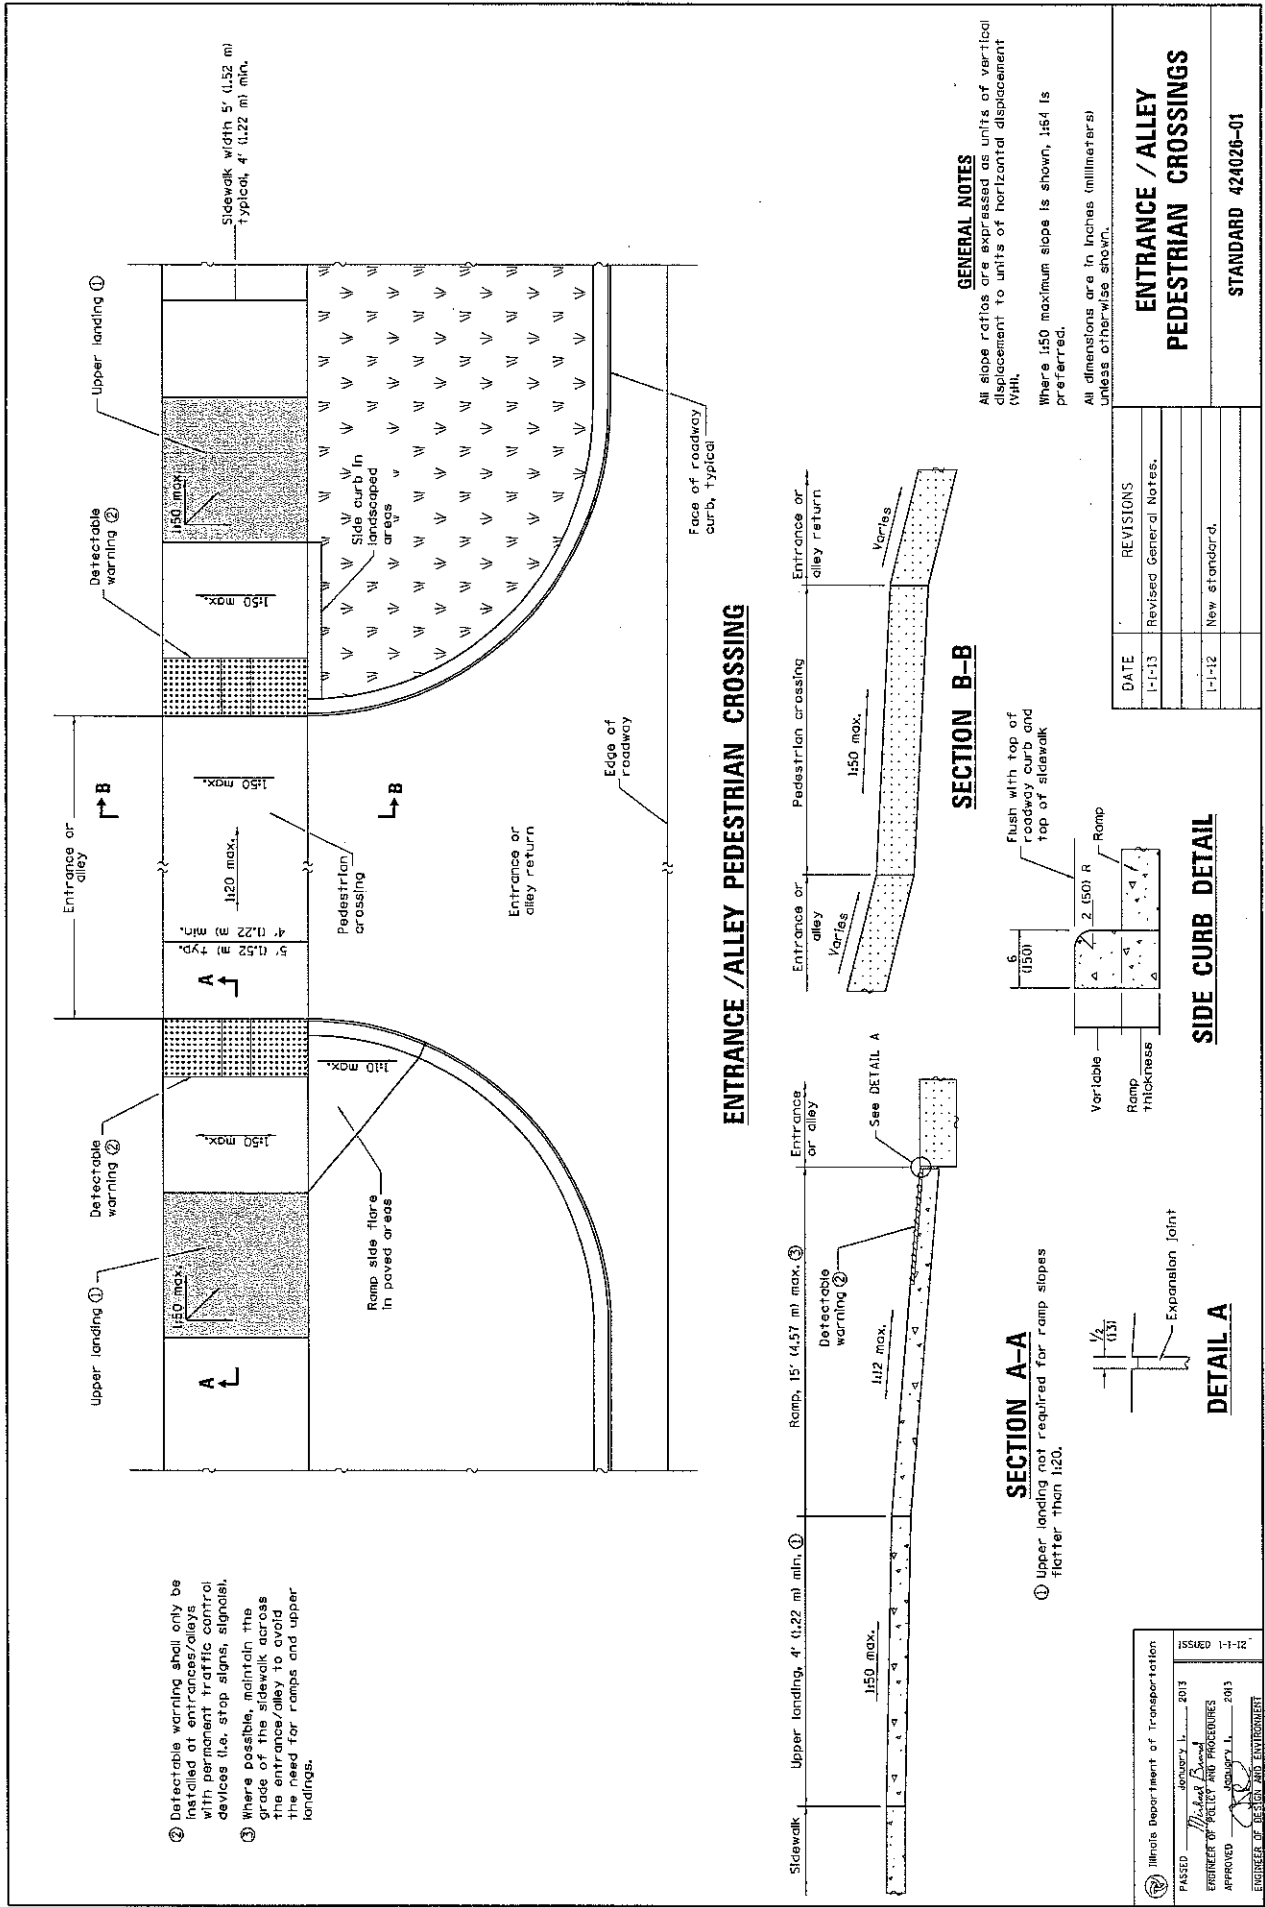 Sidewalk width 5' (1.52 m)
typical, 4' (1.22 m) min.
Upper landing ①
Detectable
warning ②
1:50 max.
1:50 max.
Side curb in
landscaped
areas
Face of roadway
curb, typical
Entrance or
alley
B
B
1:50 max.
1:20 max.
Pedestrian
crossing
5' (1.52 m) typ.
4' (1.22 m) min.
A
Entrance or
alley return
Edge of
roadway
Detectable
warning ②
1:50 max.
1:10 max.
Upper landing ①
1:50 max.
Ramp side flare
in paved areas
A
ENTRANCE / ALLEY PEDESTRIAN CROSSING
② Detectable warning shall only be
installed at entrances/alleys
with permanent traffic control
devices (i.e. stop signs, signals).
③ Where possible, maintain the
grade of the sidewalk across
the entrance/alley to avoid
the need for ramps and upper
landings.
Sidewalk
Upper landing, 4' (1.22 m) min. ①
Ramp, 15' (4.57 m) max. ③
Entrance
or alley
1:50 max.
1:12 max.
Detectable
warning ②
See DETAIL A
SECTION A-A
① Upper landing not required for ramp slopes
flatter than 1:20.
1/2
(13)
Expansion joint
DETAIL A
Entrance or
alley
Pedestrian crossing
Entrance or
alley return
Varies
1:50 max.
Varies
SECTION B-B
6
(150)
2 (50) R
Flush with top of
roadway curb and
top of sidewalk
Ramp
Variable
Ramp
thickness
SIDE CURB DETAIL
GENERAL NOTES
All slope ratios are expressed as units of vertical
displacement to units of horizontal displacement
(V:H).
Where 1:50 maximum slope is shown, 1:64 is
preferred.
All dimensions are in inches (millimeters)
unless otherwise shown.
Illinois Department of Transportation
PASSED January 1, 2013
ENGINEER OF POLICY AND PROCEDURES
APPROVED January 1, 2013
ENGINEER OF DESIGN AND ENVIRONMENT
ISSUED 1-1-12
DATE REVISIONS
1-1-13 Revised General Notes.
1-1-12 New standard.
ENTRANCE / ALLEY
PEDESTRIAN CROSSINGS
STANDARD 424026-01